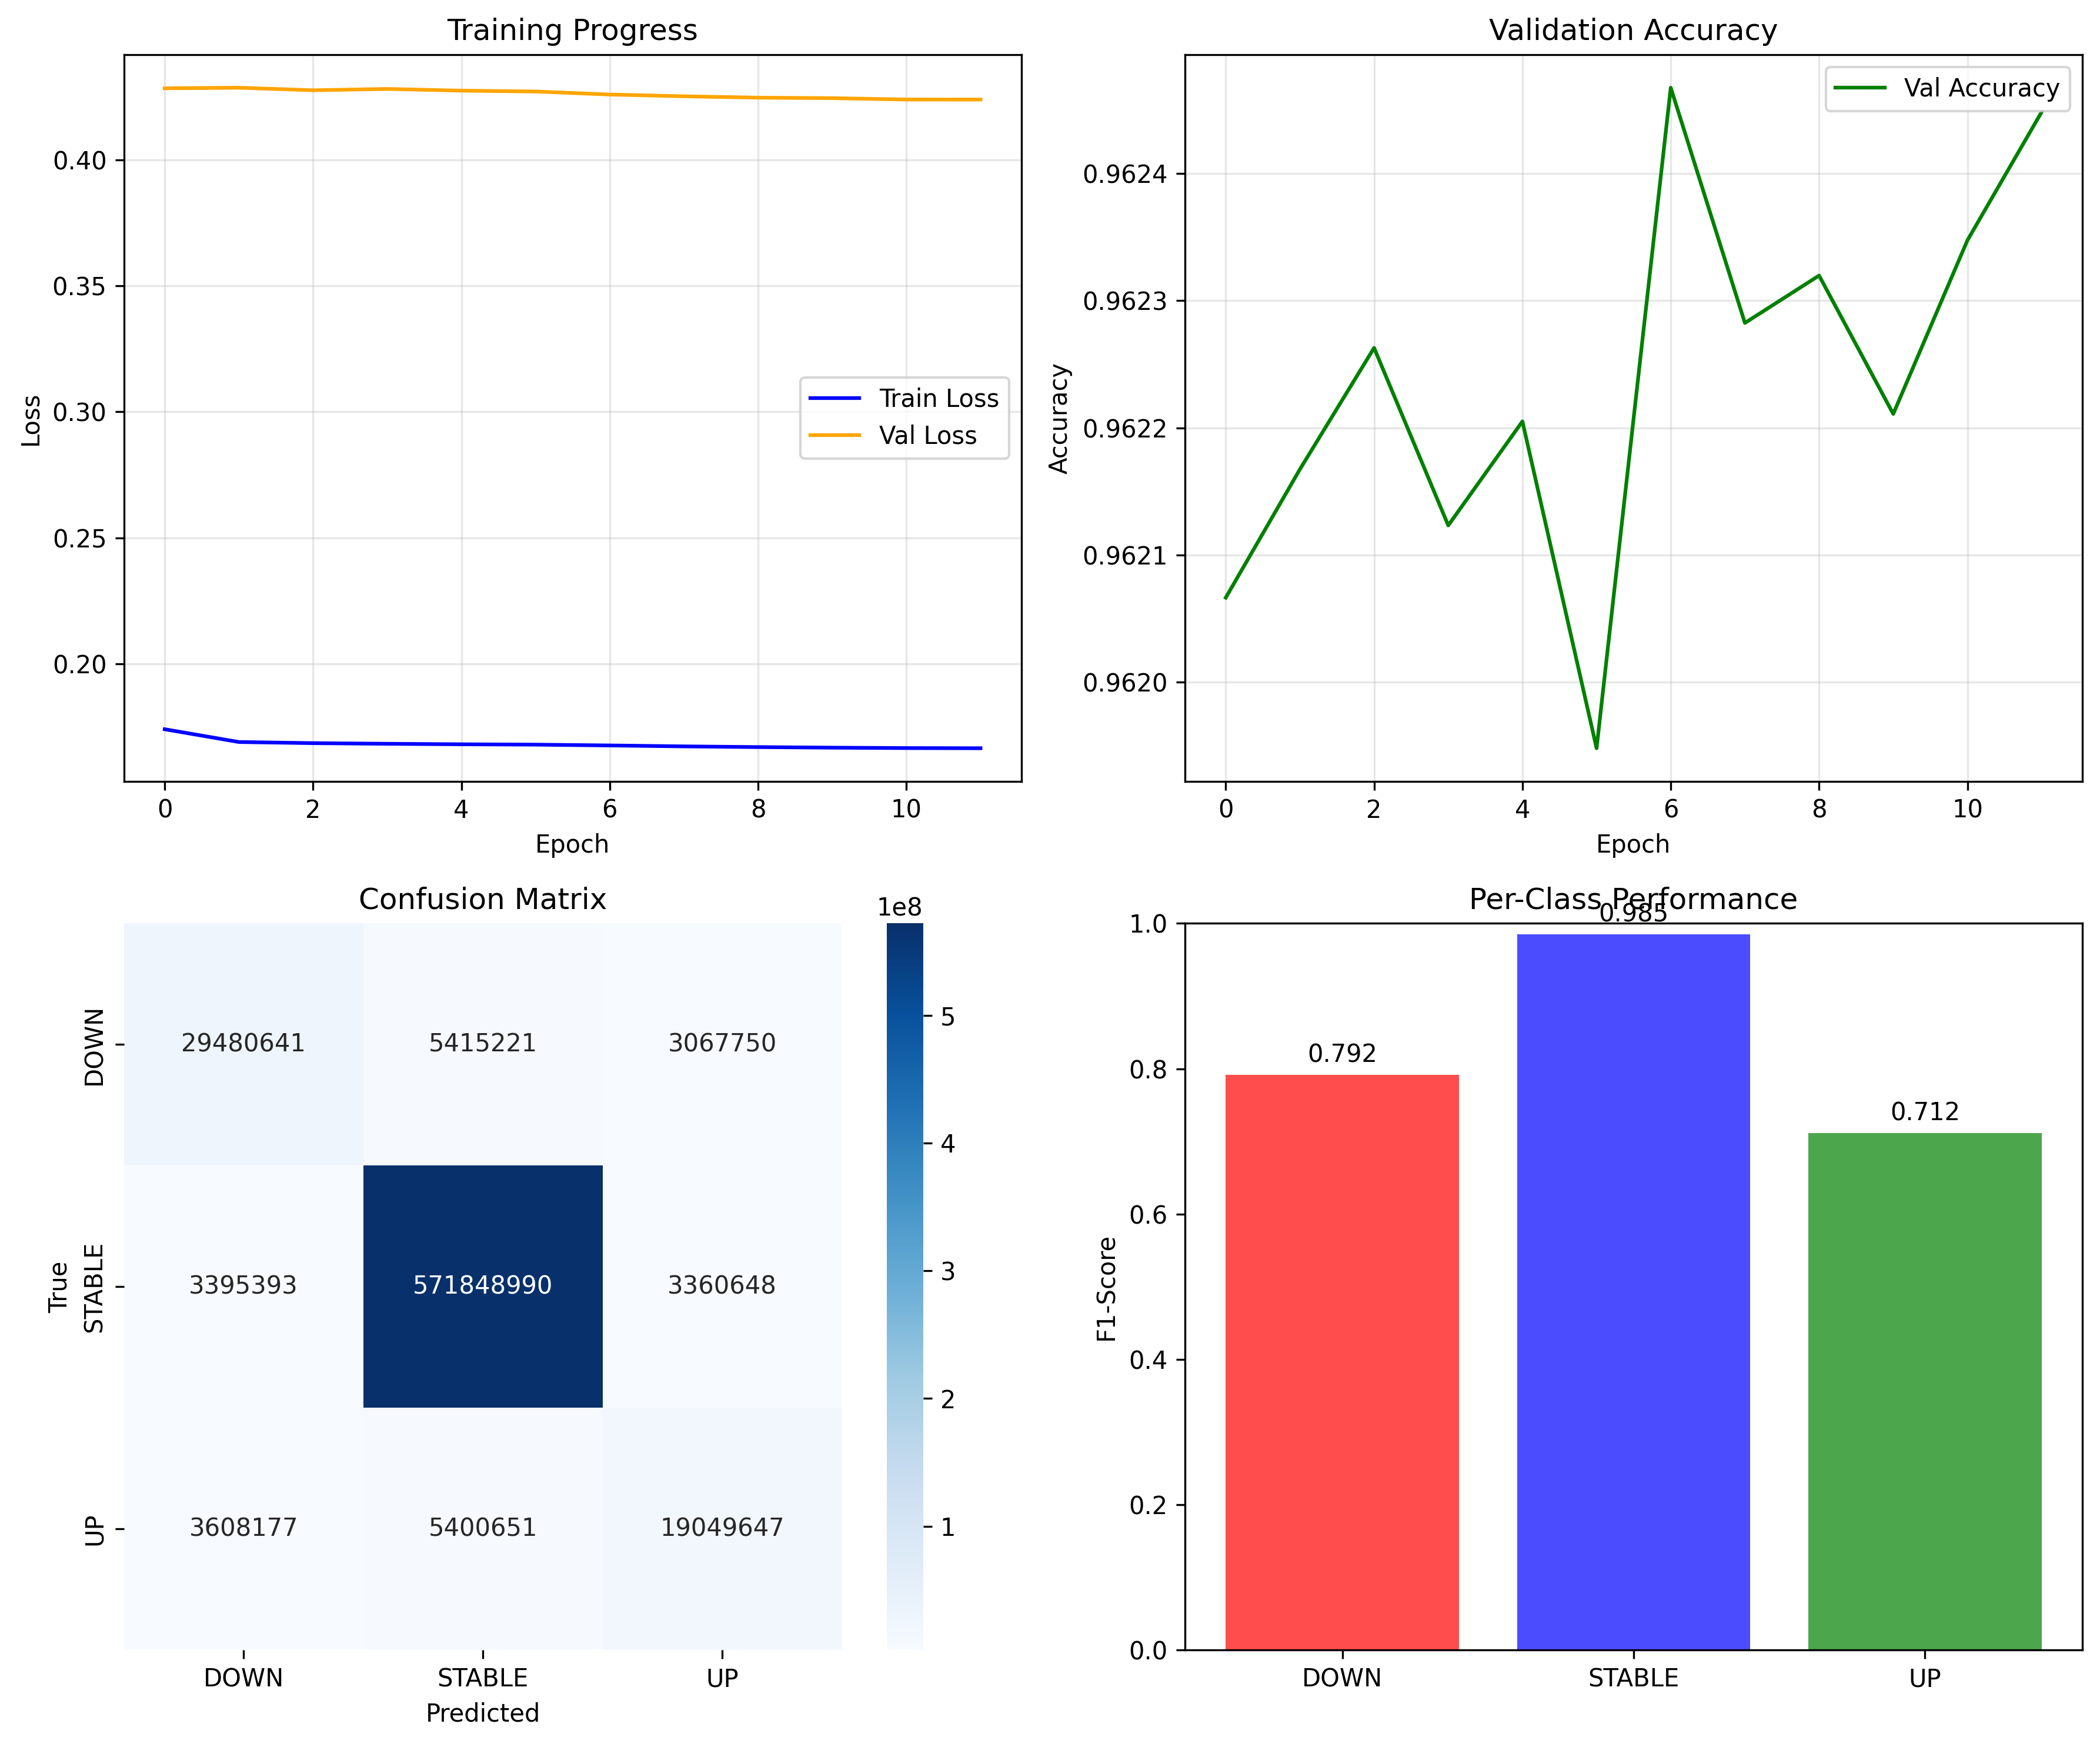 Training Progress
Loss
0.40
0.35
0.30
0.25
0.20
Train Loss
Val Loss
0 2 4 6 8 10
Epoch
Validation Accuracy
Accuracy
0.9624
0.9623
0.9622
0.9621
0.9620
Val Accuracy
0 2 4 6 8 10
Epoch
Confusion Matrix
True
DOWN
29480641 5415221 3067750
STABLE
3395393 571848990 3360648
UP
3608177 5400651 19049647
DOWN STABLE UP
Predicted
1e8
5
4
3
2
1
Per-Class Performance
F1-Score
1.0
0.8
0.6
0.4
0.2
0.0
0.792
0.985
0.712
DOWN STABLE UP